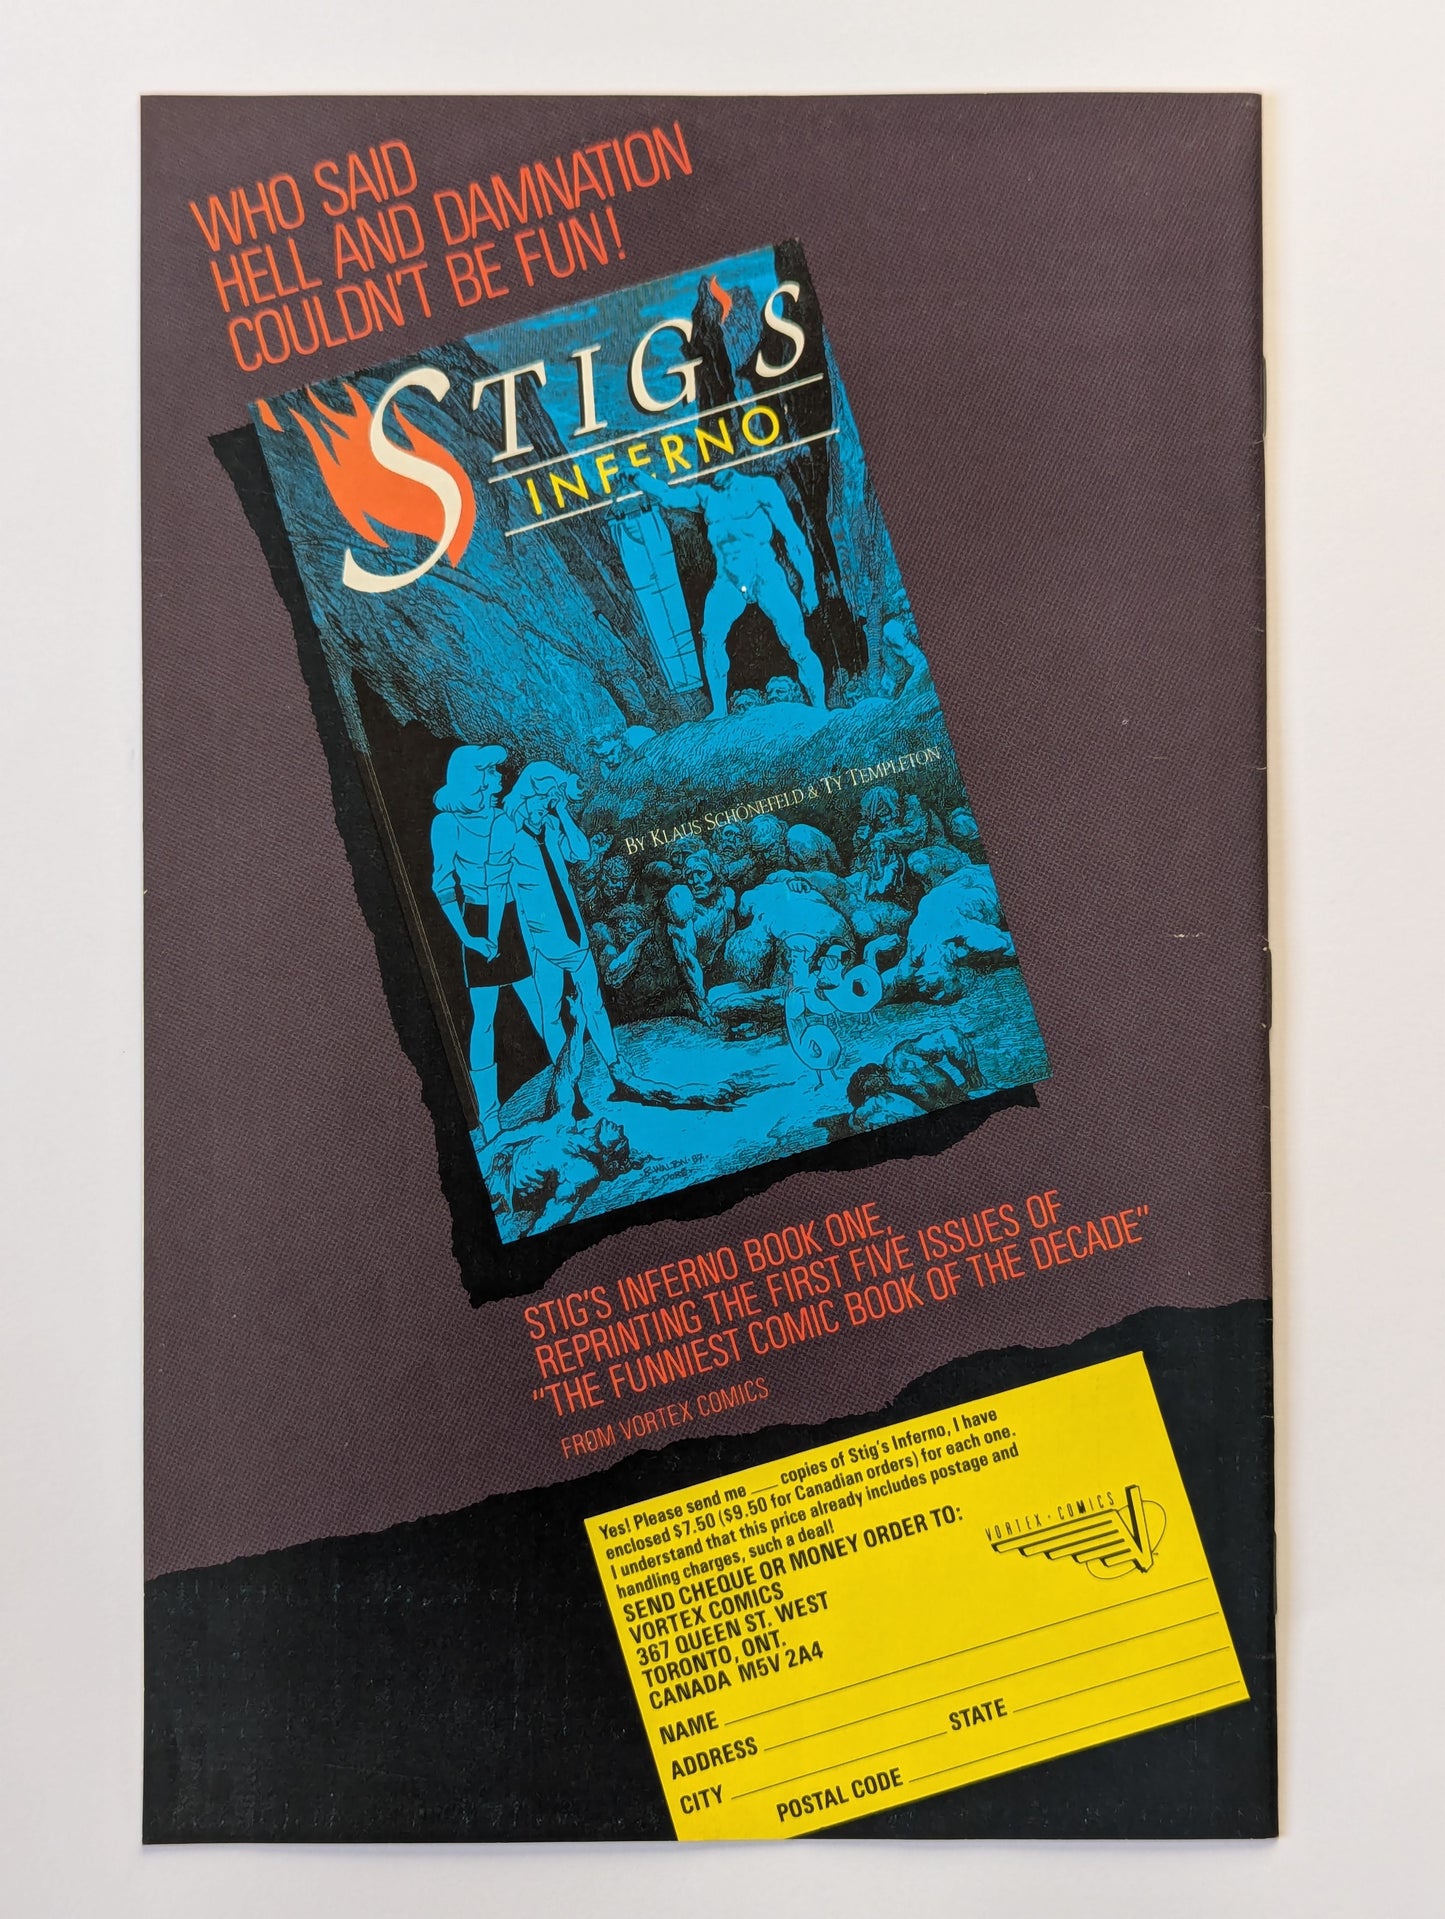 WHO SAID
HELL AND DAMNATION
COULDN'T BE FUN!
STIG'S
INFERNO
BY KLAUS SCHÖNEFELD & TY TEMPLETON
B. WALTON · 87.
G DORÉ
STIG'S INFERNO BOOK ONE,
REPRINTING THE FIRST FIVE ISSUES OF
"THE FUNNIEST COMIC BOOK OF THE DECADE"
FROM VORTEX COMICS
Yes! Please send me ___ copies of Stig's Inferno, I have
enclosed $7.50 ($9.50 for Canadian orders) for each one.
I understand that this price already includes postage and
handling charges, such a deal!
SEND CHEQUE OR MONEY ORDER TO:
VORTEX COMICS
367 QUEEN ST. WEST
TORONTO, ONT.
CANADA M5V 2A4
VORTEX · COMICS
TM
NAME
ADDRESS
CITY
STATE
POSTAL CODE